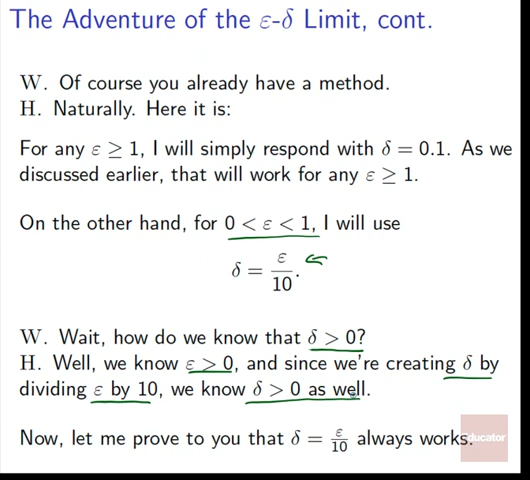 The Adventure of the ε-δ Limit, cont.
W. Of course you already have a method.
H. Naturally. Here it is:
For any ε ≥ 1, I will simply respond with δ = 0.1. As we
discussed earlier, that will work for any ε ≥ 1.
On the other hand, for 0 < ε < 1, I will use
δ = ε/10.
W. Wait, how do we know that δ > 0?
H. Well, we know ε > 0, and since we're creating δ by
dividing ε by 10, we know δ > 0 as well.
Now, let me prove to you that δ = ε/10 always works.
Educator